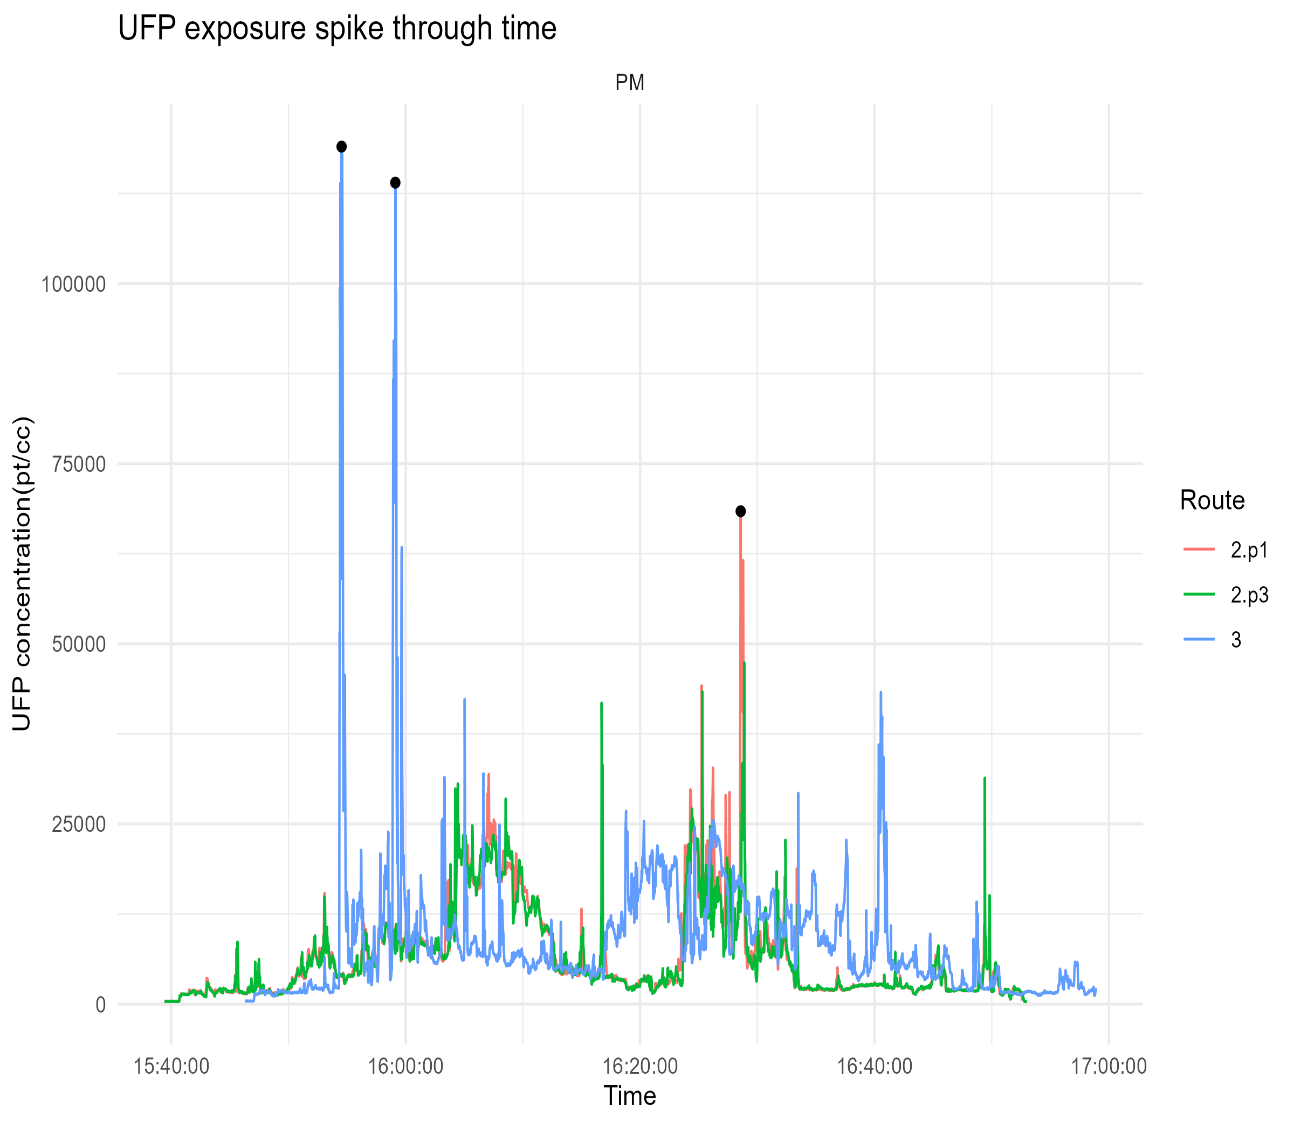 UFP exposure spike through time
PM
UFP concentration(pt/cc)
100000
75000
50000
25000
0
15:40:00 16:00:00 16:20:00 16:40:00 17:00:00
Time
Route
2.p1
2.p3
3